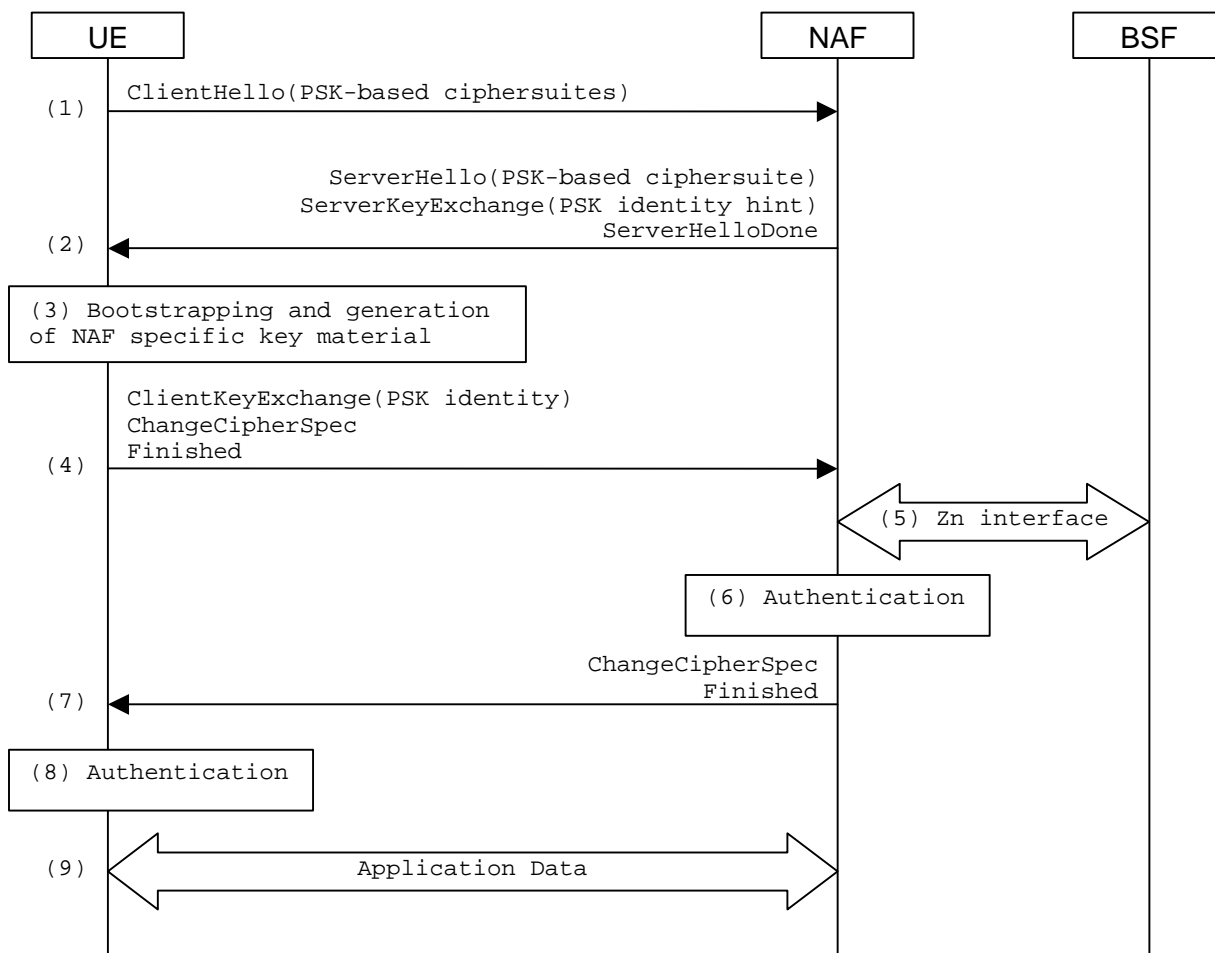 UE
NAF
BSF
(1)
ClientHello(PSK-based ciphersuites)
ServerHello(PSK-based ciphersuite)
ServerKeyExchange(PSK identity hint)
ServerHelloDone
(2)
(3) Bootstrapping and generation
of NAF specific key material
ClientKeyExchange(PSK identity)
ChangeCipherSpec
Finished
(4)
(5) Zn interface
(6) Authentication
ChangeCipherSpec
Finished
(7)
(8) Authentication
(9)
Application Data